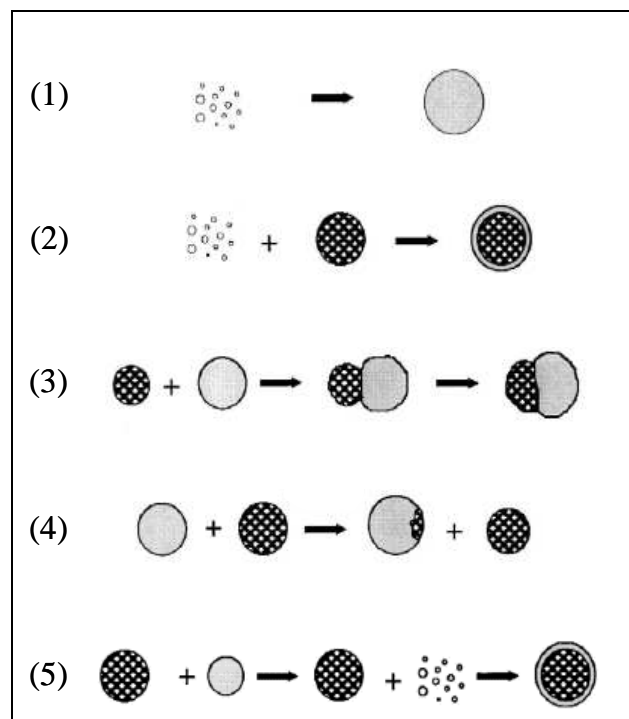 (1)
(2) +
(3) +
(4) + +
(5) + +